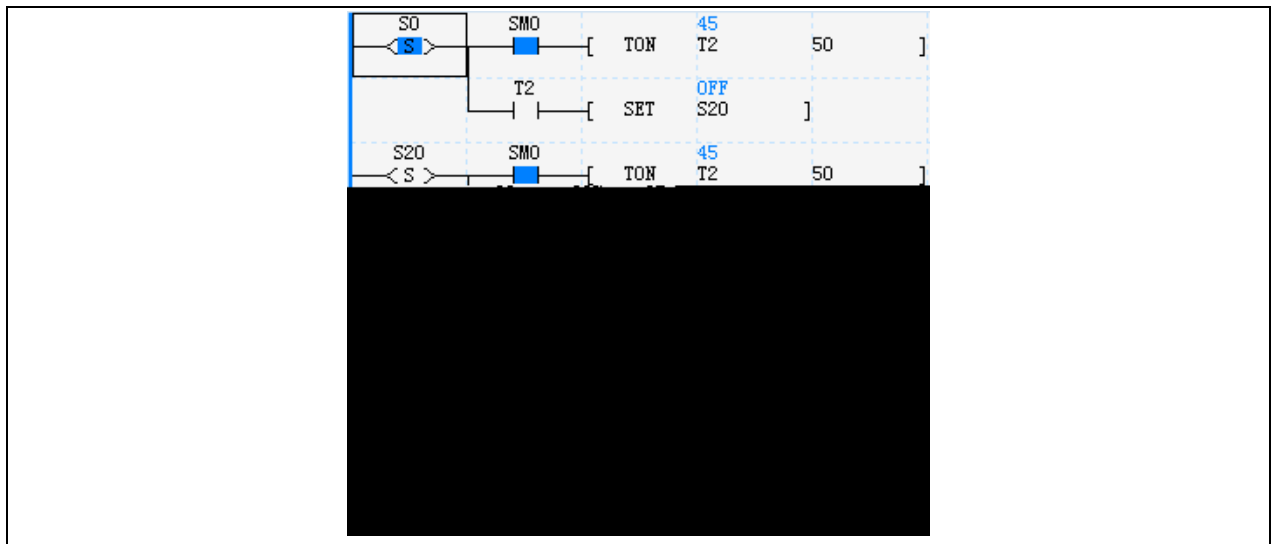 S0 SM0 45
S TON T2 50
T2 OFF
SET S20
S20 SM0 45
S TON T2 50